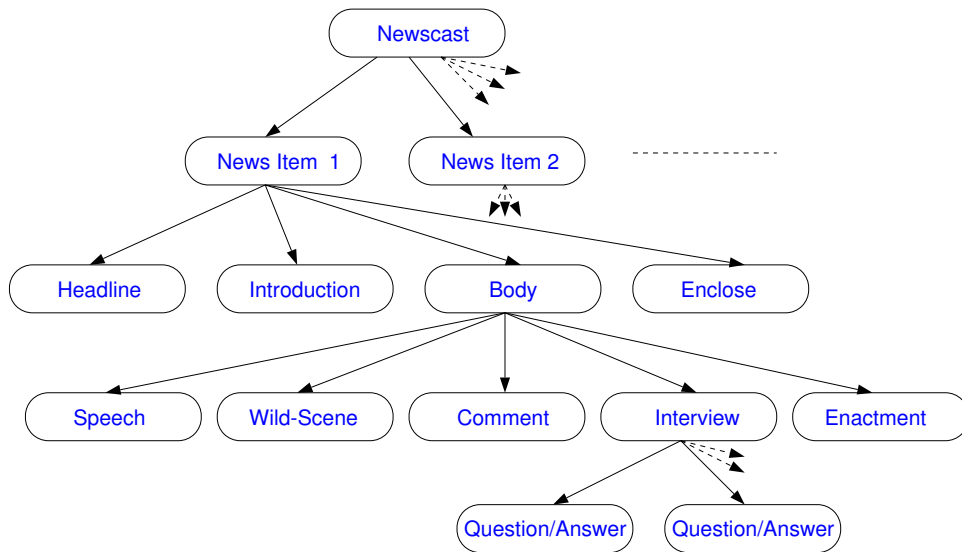 Newscast
News Item 1
News Item 2
Headline
Introduction
Body
Enclose
Speech
Wild-Scene
Comment
Interview
Enactment
Question/Answer
Question/Answer